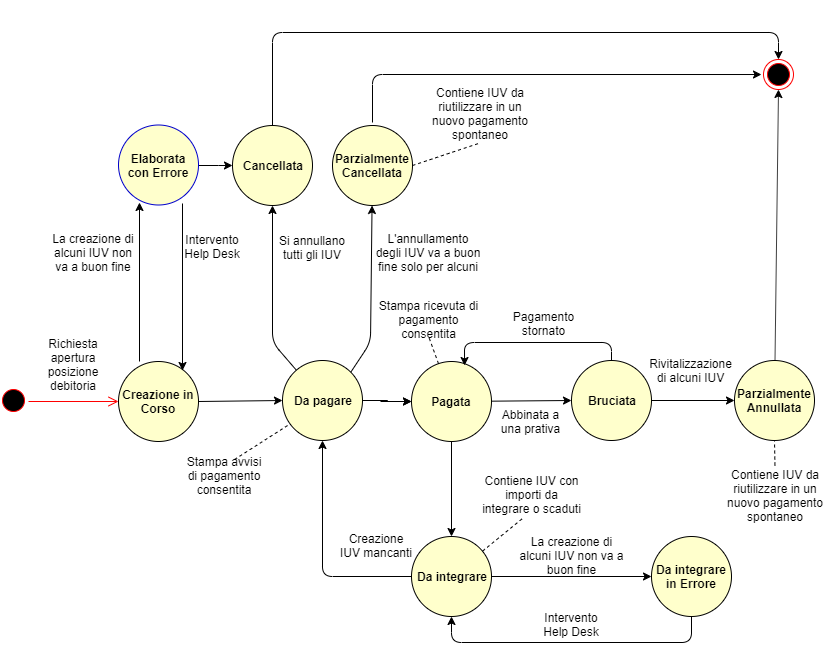 Contiene IUV da
riutilizzare in un
nuovo pagamento
spontaneo
Elaborata
con Errore
Cancellata
Parzialmente
Cancellata
La creazione di
alcuni IUV non
va a buon fine
Intervento
Help Desk
Si annullano
tutti gli IUV
L'annullamento
degli IUV va a buon
fine solo per alcuni
Stampa ricevuta di
pagamento
consentita
Pagamento
stornato
Richiesta
apertura
posizione
debitoria
Rivitalizzazione
di alcuni IUV
Creazione in
Corso
Da pagare
Pagata
Abbinata a
una prativa
Bruciata
Parzialmente
Annullata
Stampa avvisi
di pagamento
consentita
Contiene IUV con
importi da
integrare o scaduti
Contiene IUV da
riutilizzare in un
nuovo pagamento
spontaneo
Creazione
IUV mancanti
Da integrare
La creazione di
alcuni IUV non va a
buon fine
Da integrare
in Errore
Intervento
Help Desk